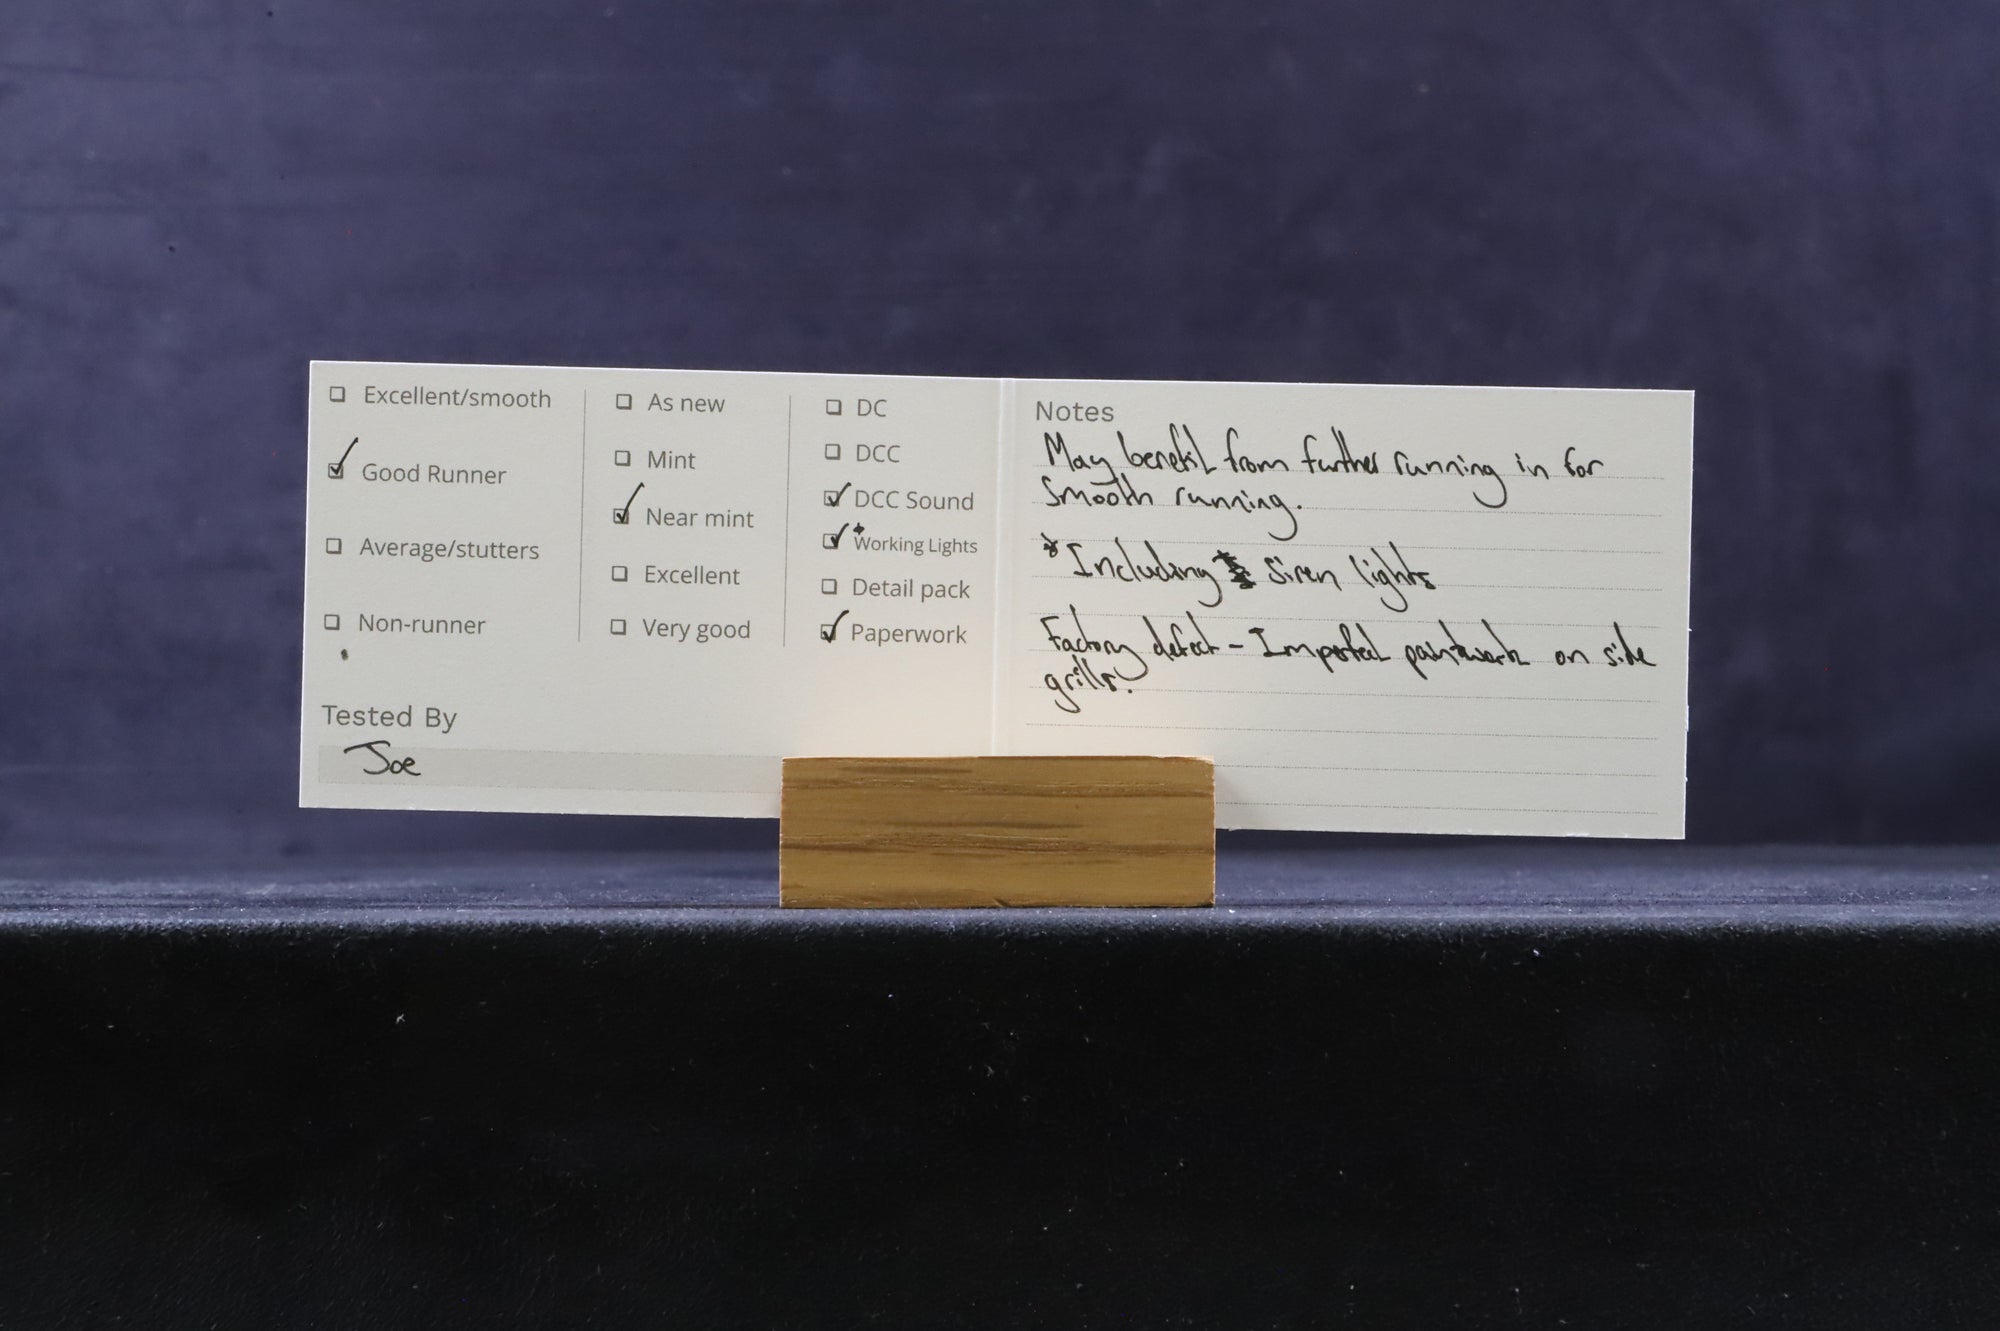 ☐ Excellent/smooth
☑ Good Runner
☐ Average/stutters
☐ Non-runner
Tested By
Joe
☐ As new
☐ Mint
☑ Near mint
☐ Excellent
☐ Very good
☐ DC
☐ DCC
☑ DCC Sound
☑ *Working Lights
☐ Detail pack
☑ Paperwork
Notes
May benefit from further running in for
smooth running.
*Including siren lights
Factory defect - Imperfect paintwork on side
grills.